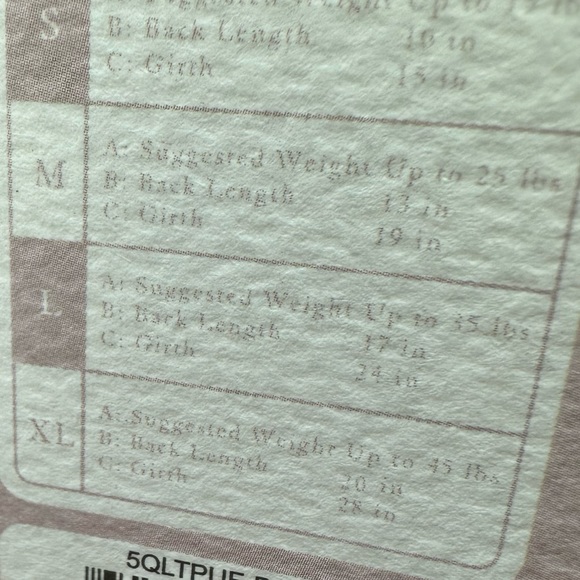 S
B: Back Length 10 in
C: Girth 15 in
M
A: Suggested Weight Up to 25 lbs
B: Back Length 13 in
C: Girth 19 in
L
A: Suggested Weight Up to 35 lbs
B: Back Length 17 in
C: Girth 24 in
XL
A: Suggested Weight Up to 45 lbs
B: Back Length 20 in
C: Girth 28 in